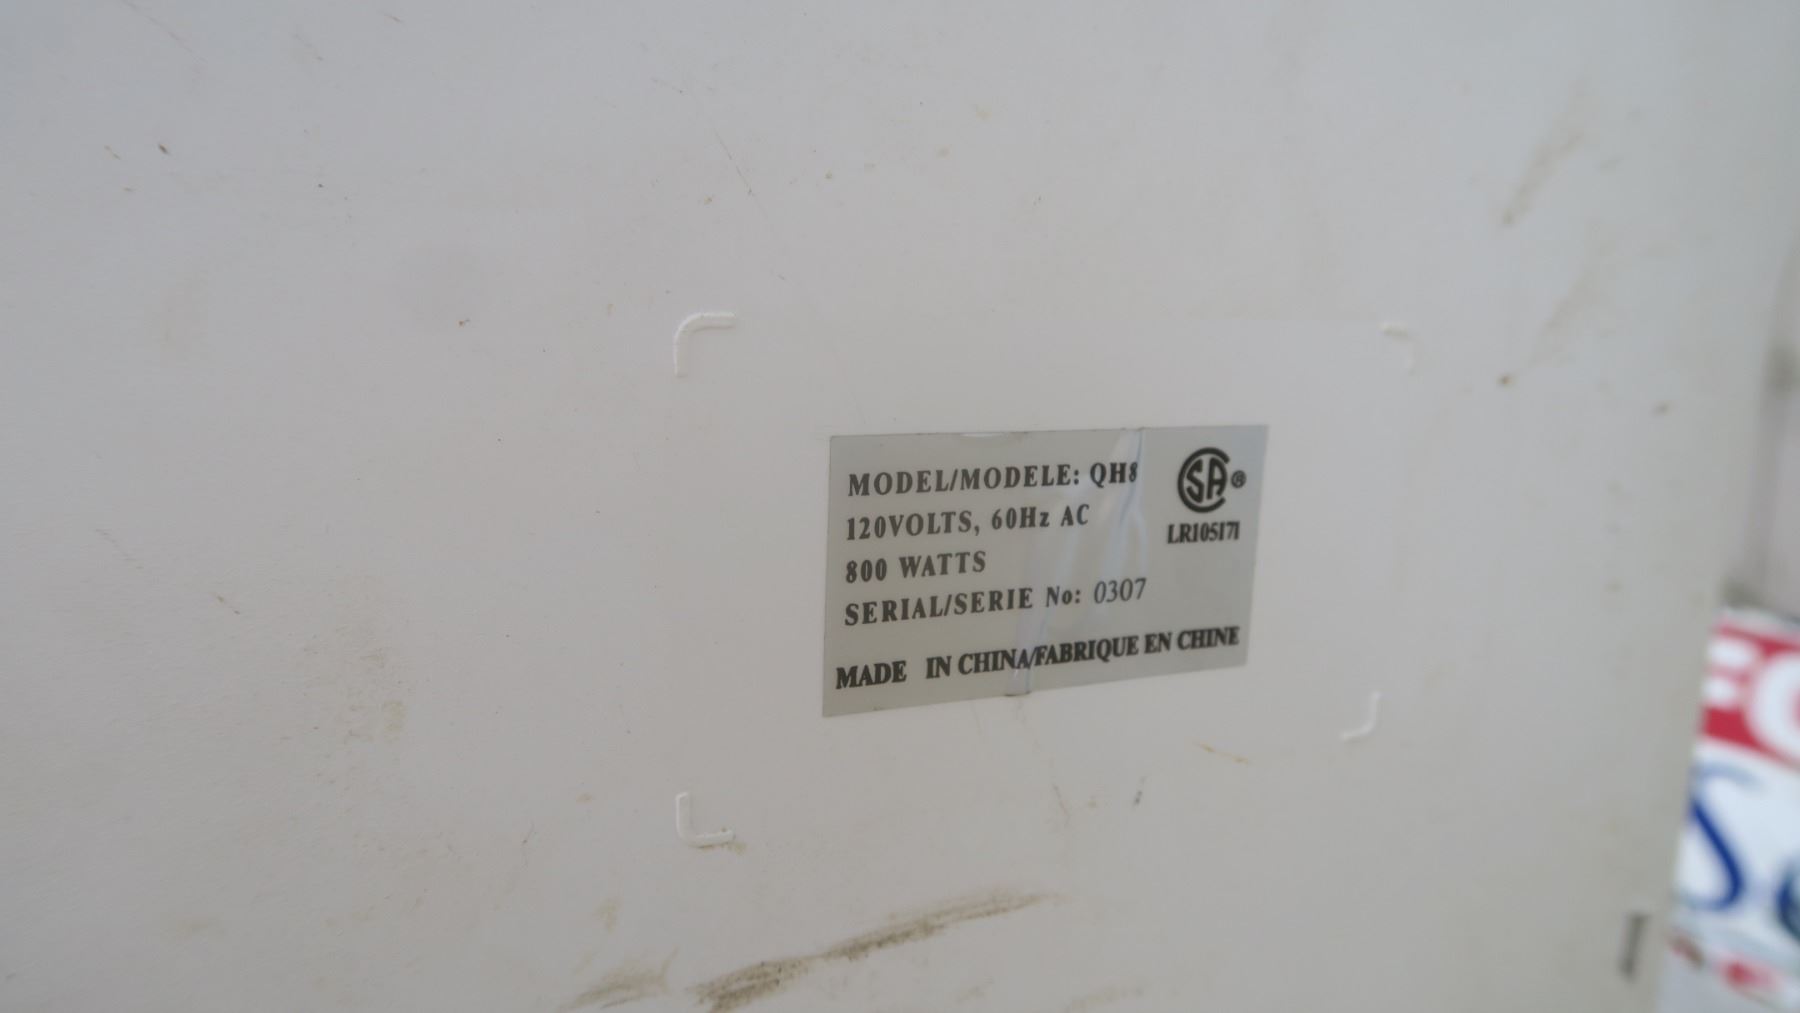 MODEL/MODELE: QH8
120VOLTS, 60Hz AC
800 WATTS
SERIAL/SERIE No: 0307
MADE IN CHINA/FABRIQUE EN CHINE
SA®
LR105171